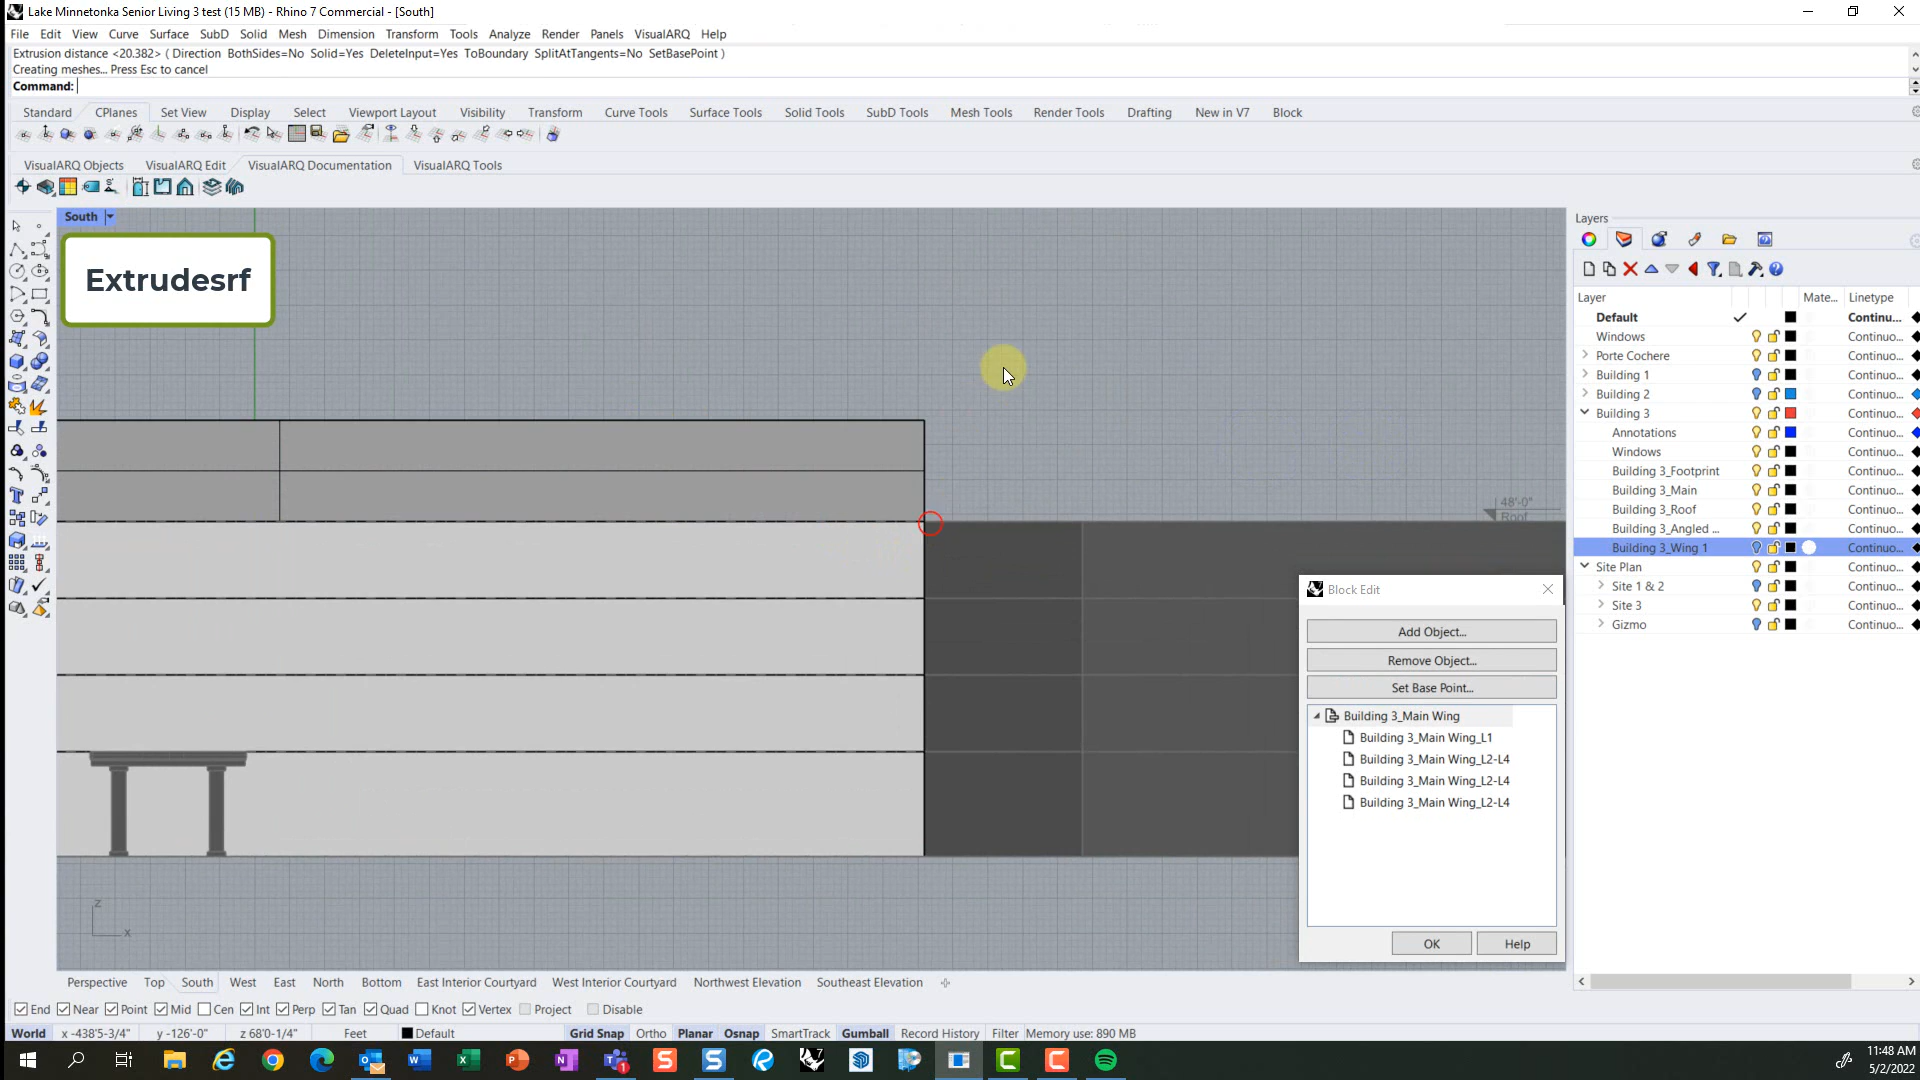 Lake Minnetonka Senior Living 3 test (15 MB) - Rhino 7 Commercial - [South]
File Edit View Curve Surface SubD Solid Mesh Dimension Transform Tools Analyze Render Panels VisualARQ Help
Extrusion distance <20.382> ( Direction BothSides=No Solid=Yes DeleteInput=Yes ToBoundary SplitAtTangents=No SetBasePoint )
Creating meshes... Press Esc to cancel
Command:
Standard CPlanes Set View Display Select Viewport Layout Visibility Transform Curve Tools Surface Tools Solid Tools SubD Tools Mesh Tools Render Tools Drafting New in V7 Block
VisualARQ Objects VisualARQ Edit VisualARQ Documentation VisualARQ Tools
South
Extrudesrf
Layers
Layer Mate... Linetype
Default Continu...
Windows Continuo...
Porte Cochere Continuo...
Building 1 Continuo...
Building 2 Continuo...
Building 3 Continuo...
Annotations Continuo...
Windows Continuo...
Building 3_Footprint Continuo...
Building 3_Main Continuo...
Building 3_Roof Continuo...
Building 3_Angled ... Continuo...
Building 3_Wing 1 Continuo...
Site Plan Continuo...
Site 1 & 2 Continuo...
Site 3 Continuo...
Gizmo Continuo...
48'-0"
Roof
Block Edit
Add Object...
Remove Object...
Set Base Point...
Building 3_Main Wing
Building 3_Main Wing_L1
Building 3_Main Wing_L2-L4
Building 3_Main Wing_L2-L4
Building 3_Main Wing_L2-L4
OK Help
z
x
Perspective Top South West East North Bottom East Interior Courtyard West Interior Courtyard Northwest Elevation Southeast Elevation
End Near Point Mid Cen Int Perp Tan Quad Knot Vertex Project Disable
World x -438'5-3/4" y -126'-0" z 68'0-1/4" Feet Default Grid Snap Ortho Planar Osnap SmartTrack Gumball Record History Filter Memory use: 890 MB
11:48 AM
5/2/2022